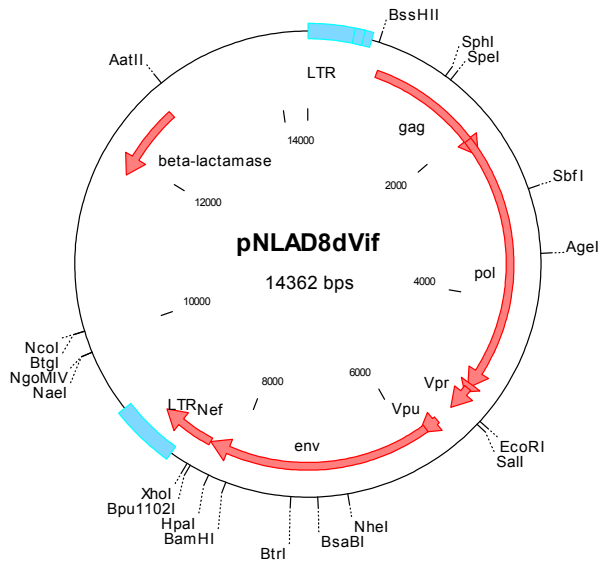 BssHII
SphI
SpeI
AatII
LTR
14000
gag
beta-lactamase
2000
SbfI
12000
pNLAD8dVif
AgeI
14362 bps
pol
4000
10000
NcoI
BtgI
NgoMIV
NaeI
6000
8000
Vpr
LTR
Nef
Vpu
env
EcoRI
SalI
XhoI
Bpu1102I
HpaI
BamHI
NheI
BsaBI
BtrI